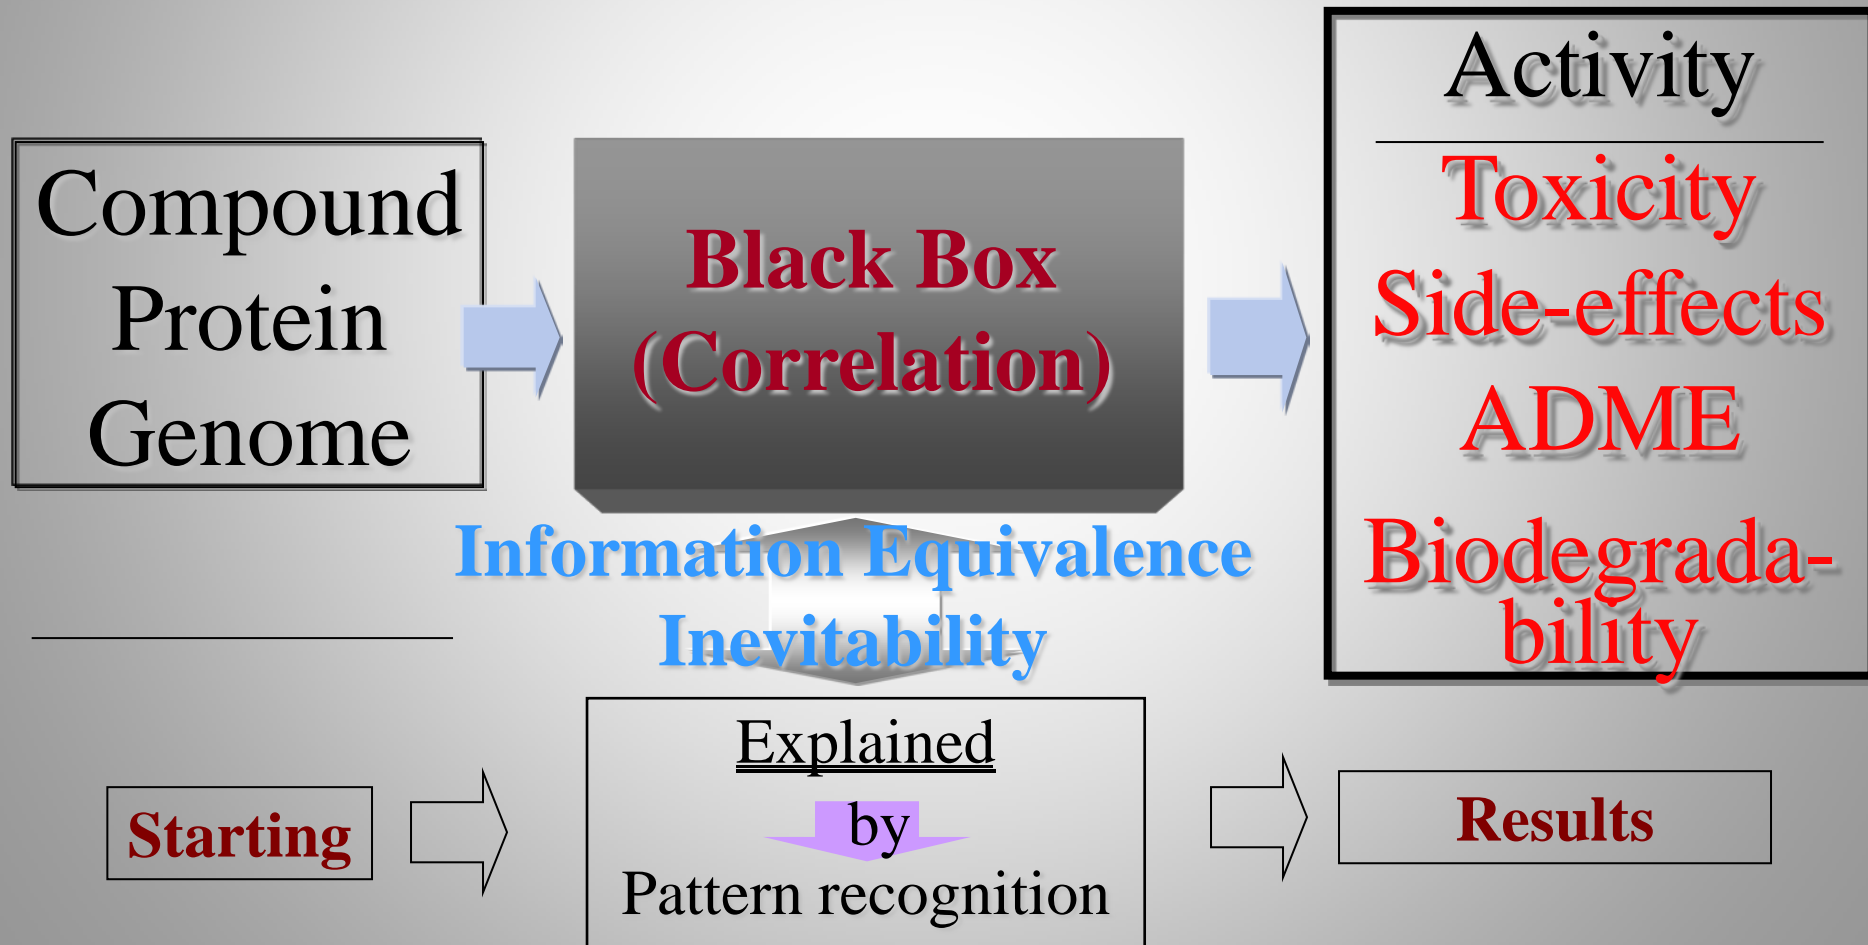 Compound
Protein
Genome
Black Box
(Correlation)
Activity
Toxicity
Side-effects
ADME
Biodegrada-
bility
Information Equivalence
Inevitability
Starting
Explained
by
Pattern recognition
Results